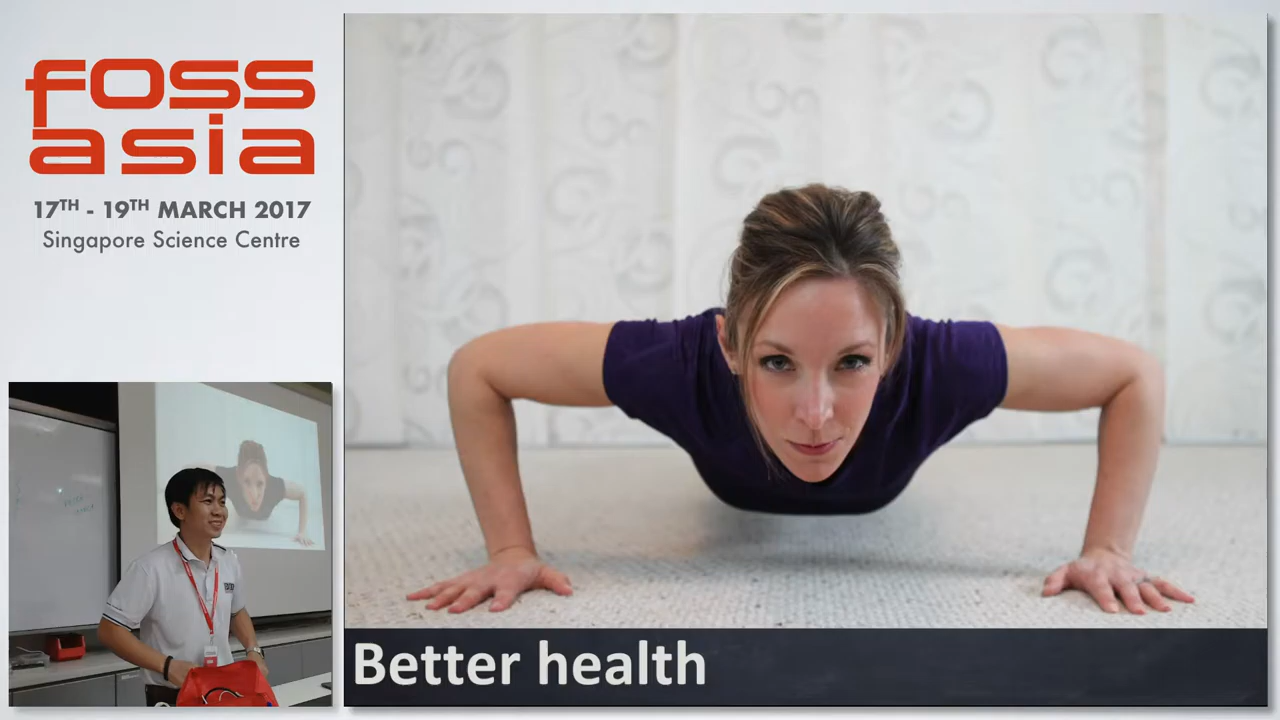 foss
asia
17TH - 19TH MARCH 2017
Singapore Science Centre
Better health